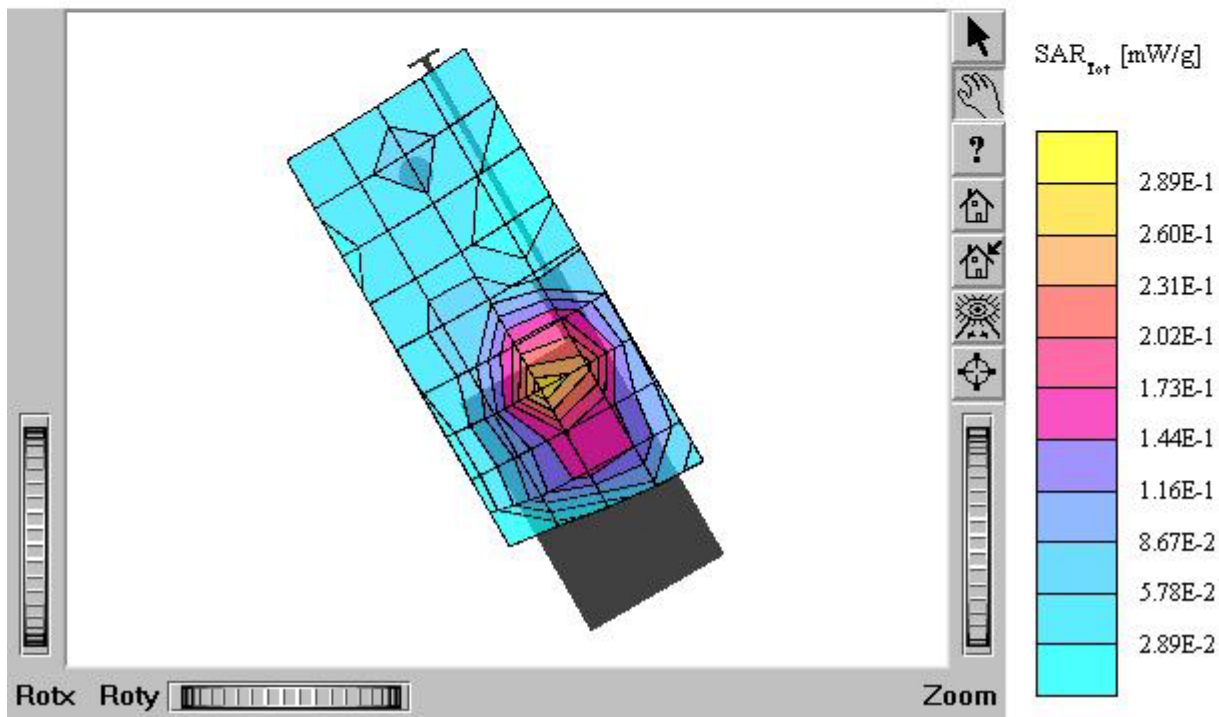 SAR_Tot [mW/g]
?
2.89E-1
2.60E-1
2.31E-1
2.02E-1
1.73E-1
1.44E-1
1.16E-1
8.67E-2
5.78E-2
2.89E-2
Rotx Roty Zoom